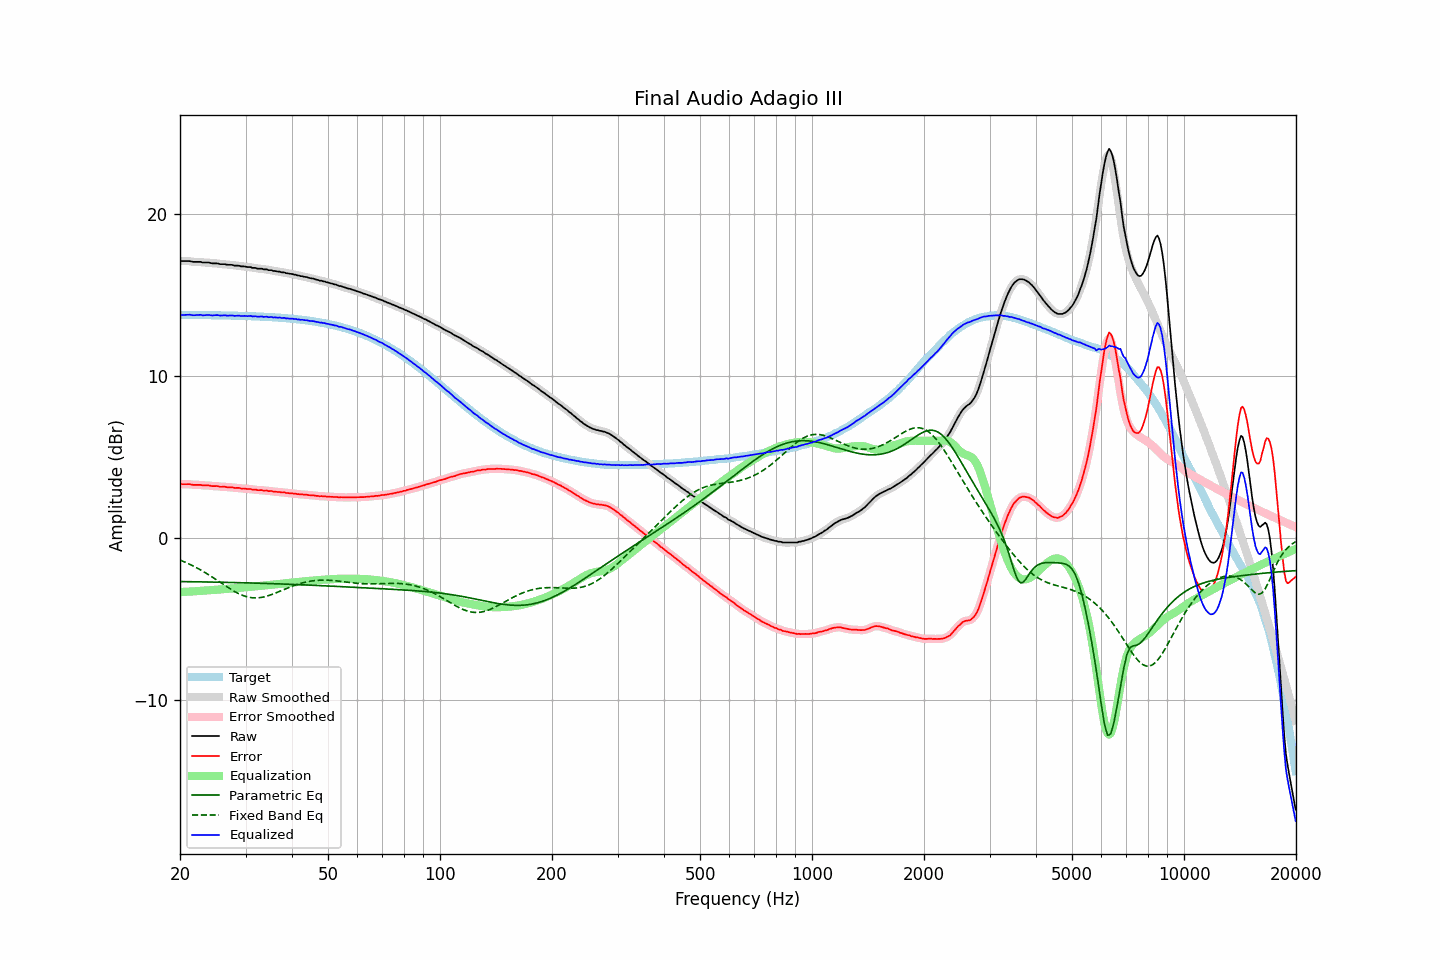 Final Audio Adagio III
Amplitude (dBr)
20
10
0
−10
Target
Raw Smoothed
Error Smoothed
Raw
Error
Equalization
Parametric Eq
Fixed Band Eq
Equalized
20 50 100 200 500 1000 2000 5000 10000 20000
Frequency (Hz)